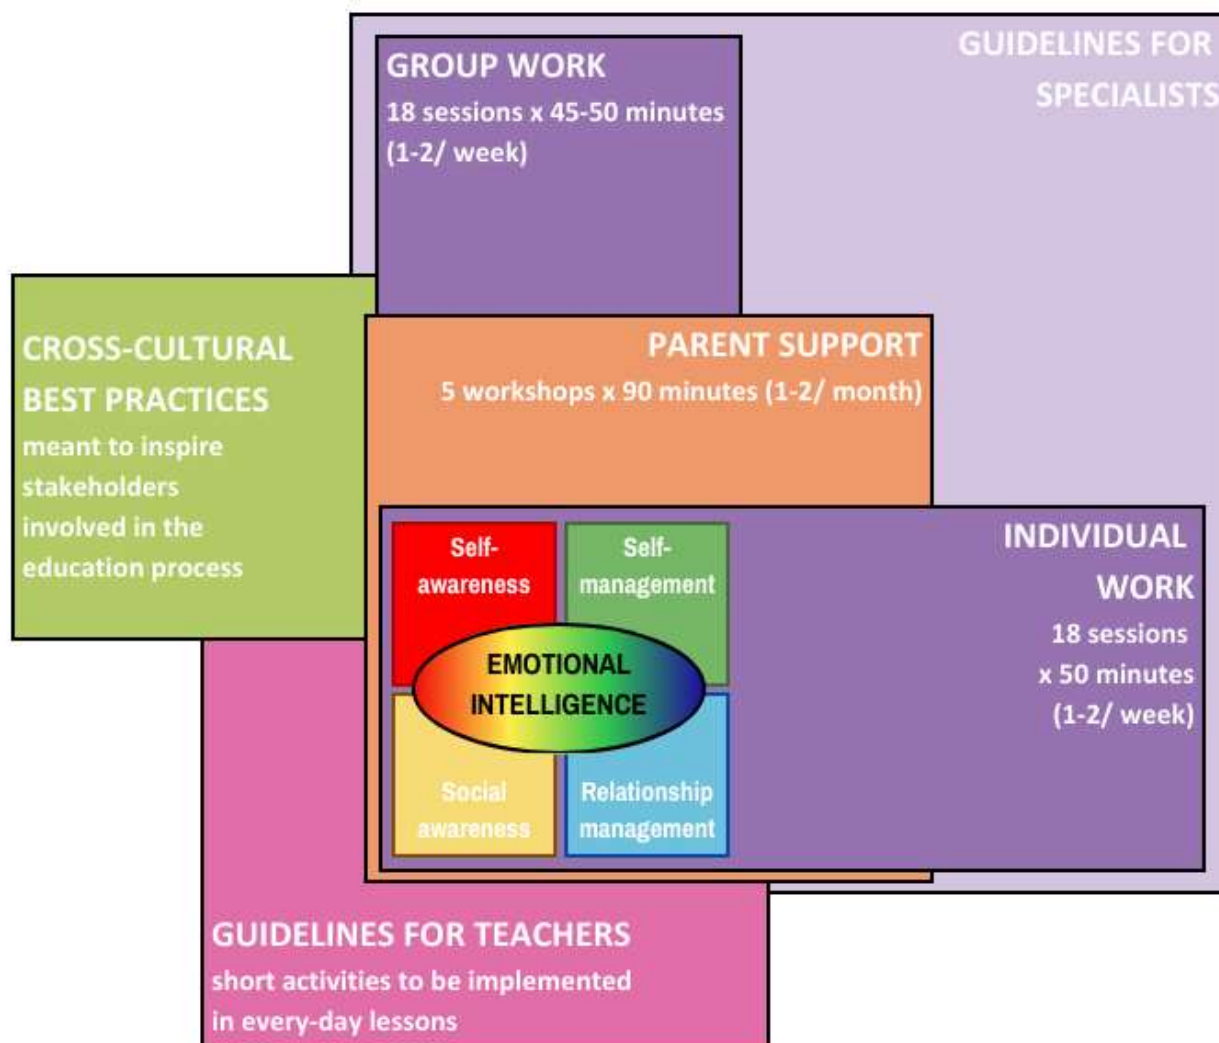 GUIDELINES FOR
SPECIALISTS
GROUP WORK
18 sessions x 45-50 minutes
(1-2/ week)
CROSS-CULTURAL
BEST PRACTICES
meant to inspire
stakeholders
involved in the
education process
PARENT SUPPORT
5 workshops x 90 minutes (1-2/ month)
INDIVIDUAL
WORK
18 sessions
x 50 minutes
(1-2/ week)
Self-
awareness
Self-
management
EMOTIONAL
INTELLIGENCE
Social
awareness
Relationship
management
GUIDELINES FOR TEACHERS
short activities to be implemented
in every-day lessons